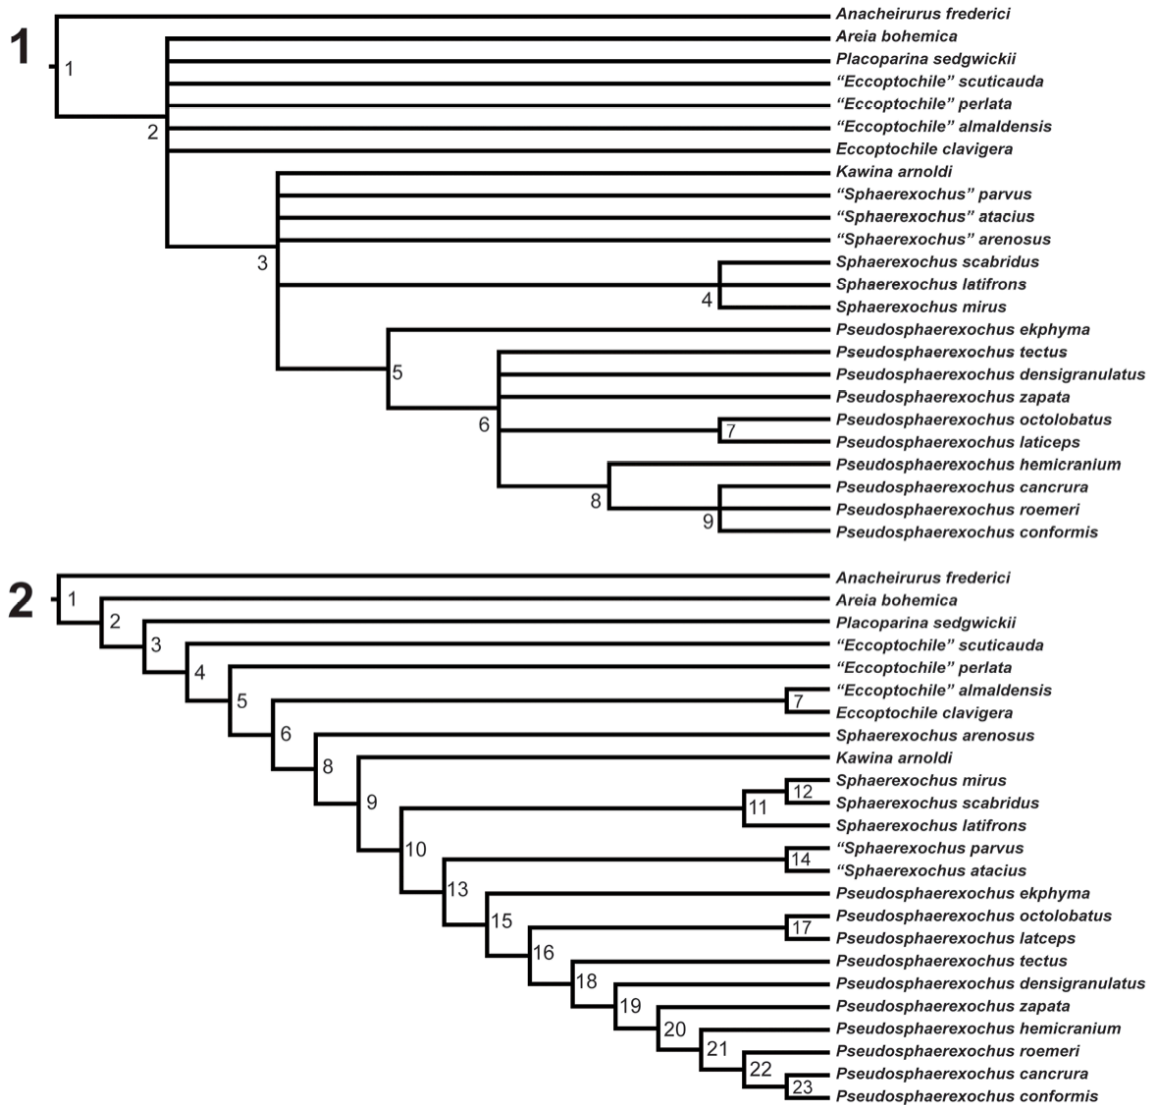 1
Anacheirurus frederici
Areia bohemica
1
Placoparina sedgwickii
“Eccoptochile” scuticauda
“Eccoptochile” perlata
2
“Eccoptochile” almaldensis
Eccoptochile clavigera
Kawina arnoldi
“Sphaerexochus” parvus
“Sphaerexochus” atacius
“Sphaerexochus” arenosus
3
Sphaerexochus scabridus
Sphaerexochus latifrons
4
Sphaerexochus mirus
Pseudosphaerexochus ekphyma
Pseudosphaerexochus tectus
5
Pseudosphaerexochus densigranulatus
Pseudosphaerexochus zapata
6
Pseudosphaerexochus octolobatus
7
Pseudosphaerexochus laticeps
Pseudosphaerexochus hemicranium
Pseudosphaerexochus cancrura
8
Pseudosphaerexochus roemeri
9
Pseudosphaerexochus conformis
2
Anacheirurus frederici
1
Areia bohemica
2
Placoparina sedgwickii
3
“Eccoptochile” scuticauda
4
“Eccoptochile” perlata
“Eccoptochile” almaldensis
5
7
Eccoptochile clavigera
6
Sphaerexochus arenosus
Kawina arnoldi
8
Sphaerexochus mirus
12
Sphaerexochus scabridus
9
11
Sphaerexochus latifrons
“Sphaerexochus parvus
10
14
“Sphaerexochus atacius
13
Pseudosphaerexochus ekphyma
Pseudosphaerexochus octolobatus
15
17
Pseudosphaerexochus latceps
16
Pseudosphaerexochus tectus
18
Pseudosphaerexochus densigranulatus
19
Pseudosphaerexochus zapata
20
Pseudosphaerexochus hemicranium
21
Pseudosphaerexochus roemeri
22
Pseudosphaerexochus cancrura
23
Pseudosphaerexochus conformis